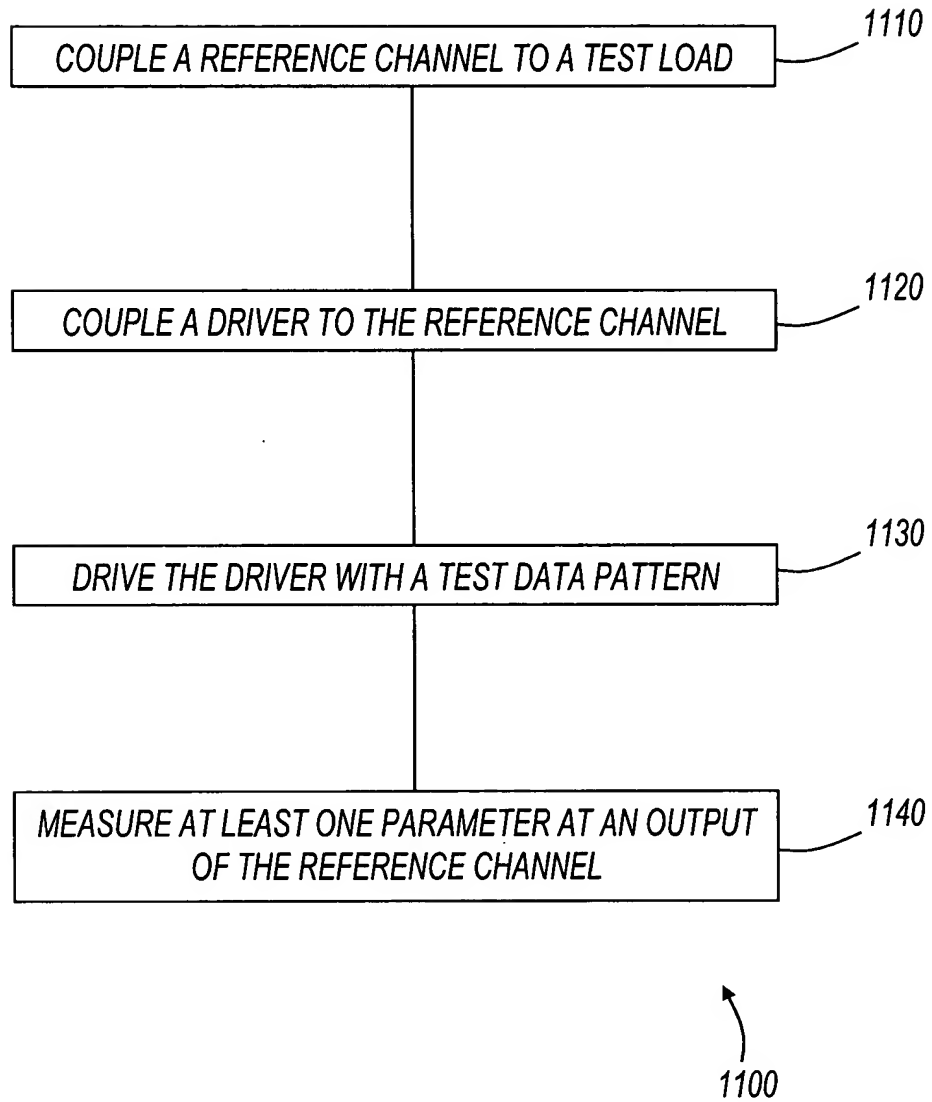 1110
COUPLE A REFERENCE CHANNEL TO A TEST LOAD
1120
COUPLE A DRIVER TO THE REFERENCE CHANNEL
1130
DRIVE THE DRIVER WITH A TEST DATA PATTERN
1140
MEASURE AT LEAST ONE PARAMETER AT AN OUTPUT
OF THE REFERENCE CHANNEL
1100